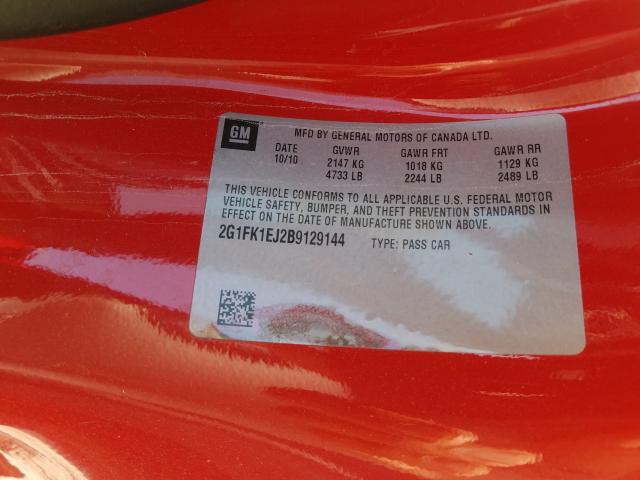 GM MFD BY GENERAL MOTORS OF CANADA LTD.
DATE GVWR GAWR FRT GAWR RR
10/10 2147 KG 1018 KG 1129 KG
4733 LB 2244 LB 2489 LB
THIS VEHICLE CONFORMS TO ALL APPLICABLE U.S. FEDERAL MOTOR
VEHICLE SAFETY, BUMPER, AND THEFT PREVENTION STANDARDS IN
EFFECT ON THE DATE OF MANUFACTURE SHOWN ABOVE.
2G1FK1EJ2B9129144 TYPE: PASS CAR